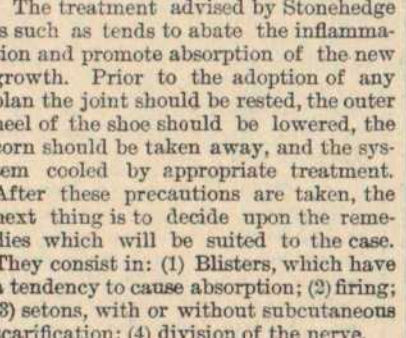 The treatment advised by Stonehedge
is such as tends to abate the inflamma-
tion and promote absorption of the new
growth. Prior to the adoption of any
plan the joint should be rested, the outer
heel of the shoe should be lowered, the
corn should be taken away, and the sys-
tem cooled by appropriate treatment.
After these precautions are taken, the
next thing is to decide upon the reme-
dies which will be suited to the case.
They consist in: (1) Blisters, which have
a tendency to cause absorption; (2) firing;
(3) setons, with or without subcutaneous
scarification; (4) division of the nerve.